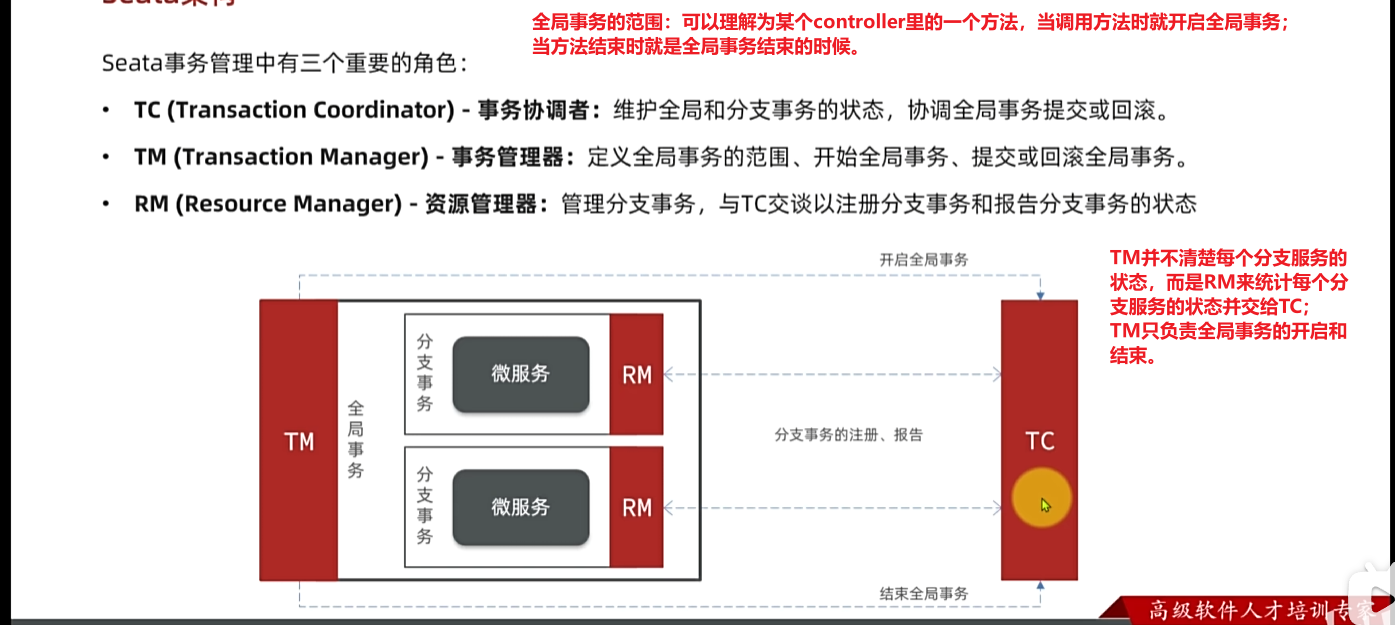 Seata架构
全局事务的范围：可以理解为某个controller里的一个方法，当调用方法时就开启全局事务；
当方法结束时就是全局事务结束的时候。
Seata事务管理中有三个重要的角色：
• TC (Transaction Coordinator) - 事务协调者：维护全局和分支事务的状态，协调全局事务提交或回滚。
• TM (Transaction Manager) - 事务管理器：定义全局事务的范围、开始全局事务、提交或回滚全局事务。
• RM (Resource Manager) - 资源管理器：管理分支事务，与TC交谈以注册分支事务和报告分支事务的状态
开启全局事务
TM并不清楚每个分支服务的
状态，而是RM来统计每个分
支服务的状态并交给TC；
TM只负责全局事务的开启和
结束。
TM
全局事务
分支事务
微服务
RM
分支事务
微服务
RM
分支事务的注册、报告
TC
结束全局事务
高级软件人才培训专家